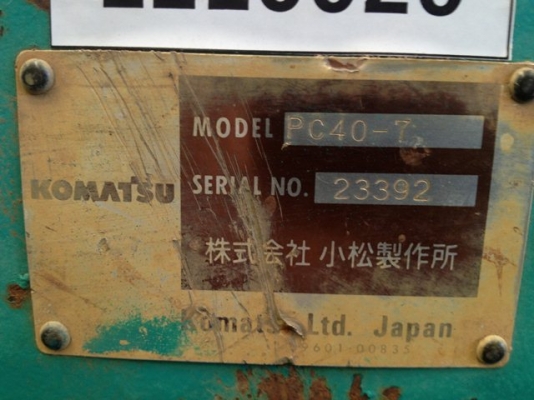 MODEL PC40-7
KOMATSU
SERIAL NO. 23392
株式会社 小松製作所
Komatsu Ltd. Japan